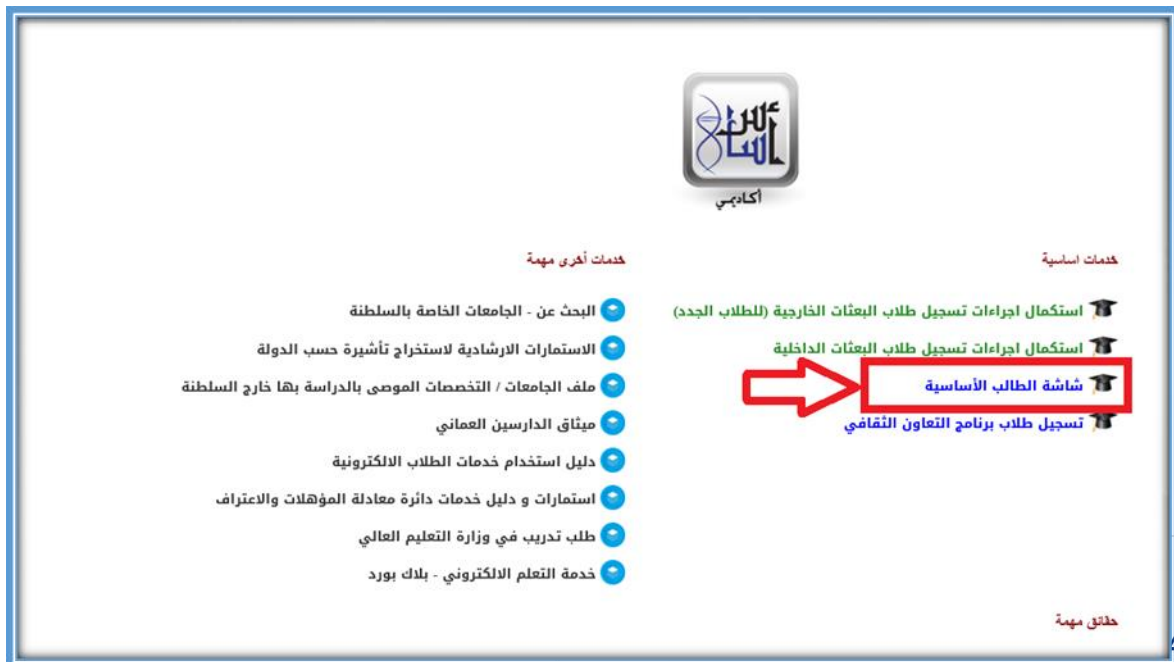 أكاديمي
خدمات اساسية
استكمال اجراءات تسجيل طلاب البعثات الخارجية (للطلاب الجدد)
استكمال اجراءات تسجيل طلاب البعثات الداخلية
شاشة الطالب الأساسية
تسجيل طلاب برنامج التعاون الثقافي
خدمات أخرى مهمة
البحث عن - الجامعات الخاصة بالسلطنة
الاستمارات الارشادية لاستخراج تأشيرة حسب الدولة
ملف الجامعات / التخصصات الموصى بالدراسة بها خارج السلطنة
ميثاق الدارسين العماني
دليل استخدام خدمات الطلاب الالكترونية
استمارات و دليل خدمات دائرة معادلة المؤهلات والاعتراف
طلب تدريب في وزارة التعليم العالي
خدمة التعلم الالكتروني - بلاك بورد
حقائق مهمة